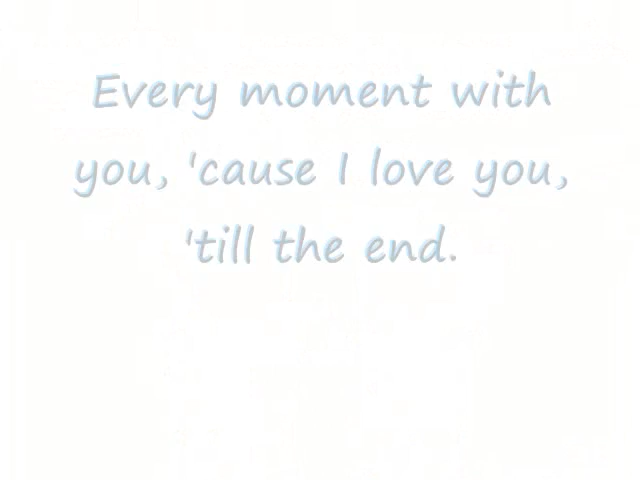 Every moment with
you, 'cause I love you,
'till the end.